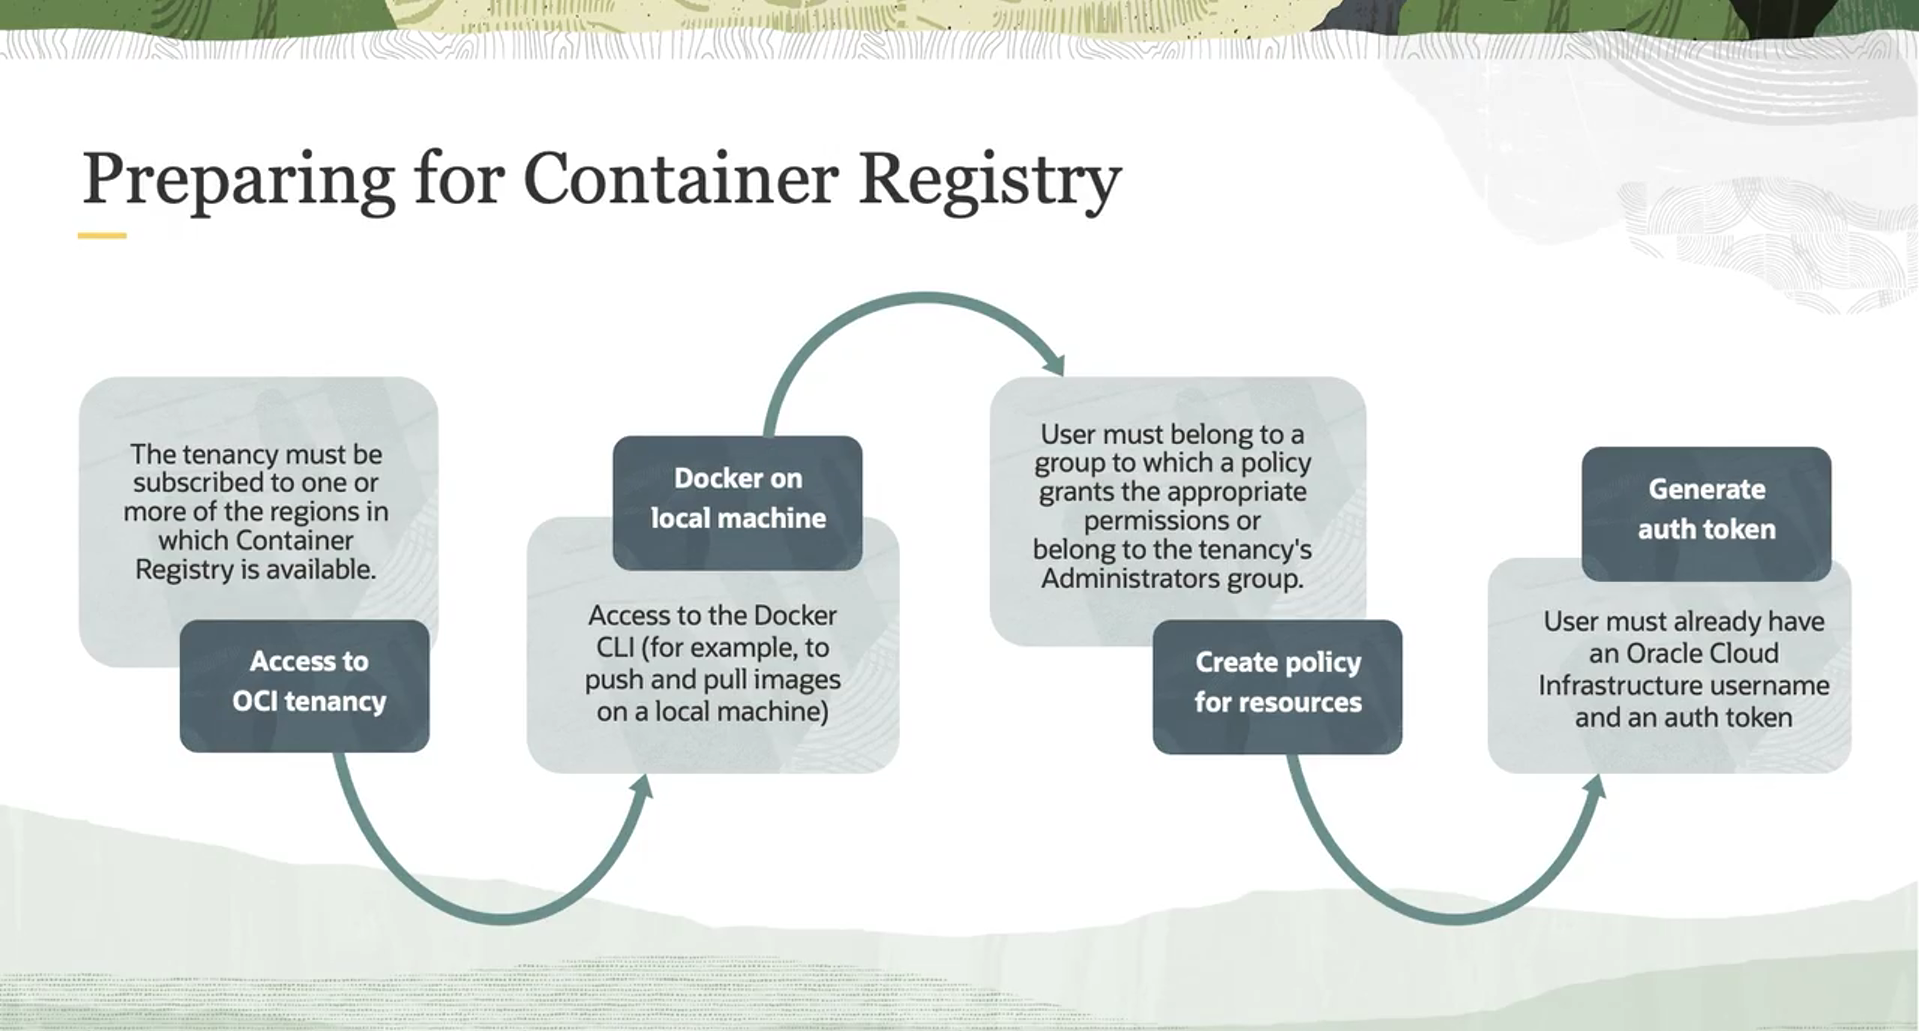 Preparing for Container Registry
The tenancy must be
subscribed to one or
more of the regions in
which Container
Registry is available.
Access to
OCI tenancy
Docker on
local machine
Access to the Docker
CLI (for example, to
push and pull images
on a local machine)
User must belong to a
group to which a policy
grants the appropriate
permissions or
belong to the tenancy's
Administrators group.
Create policy
for resources
Generate
auth token
User must already have
an Oracle Cloud
Infrastructure username
and an auth token